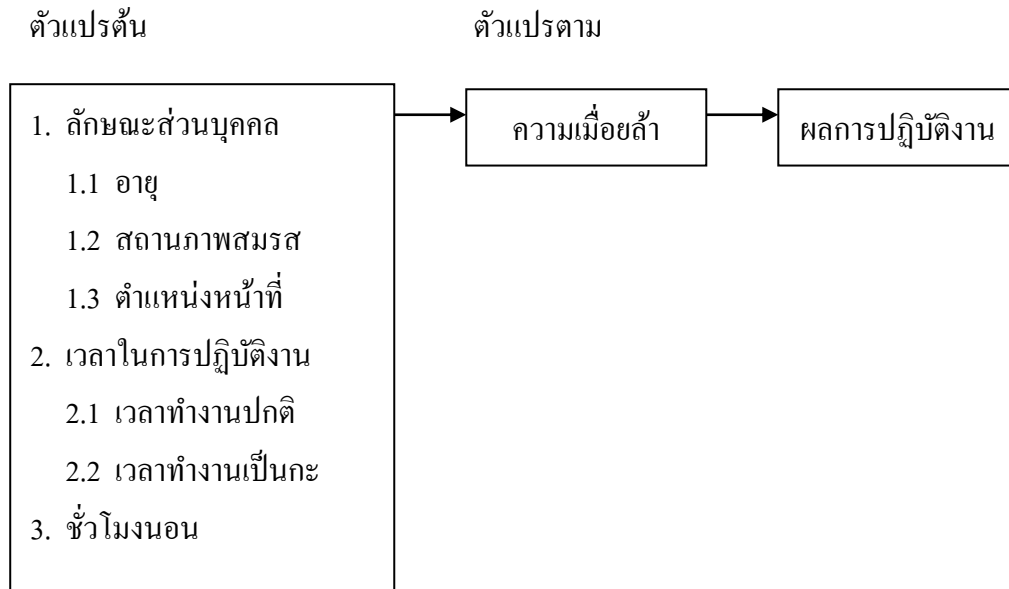 ตัวแปรต้น ตัวแปรตาม
1. ลักษณะส่วนบุคคล
1.1 อายุ
1.2 สถานภาพสมรส
1.3 ตำแหน่งหน้าที่
2. เวลาในการปฏิบัติงาน
2.1 เวลาทำงานปกติ
2.2 เวลาทำงานเป็นกะ
3. ชั่วโมงนอน
ความเมื่อยล้า
ผลการปฏิบัติงาน